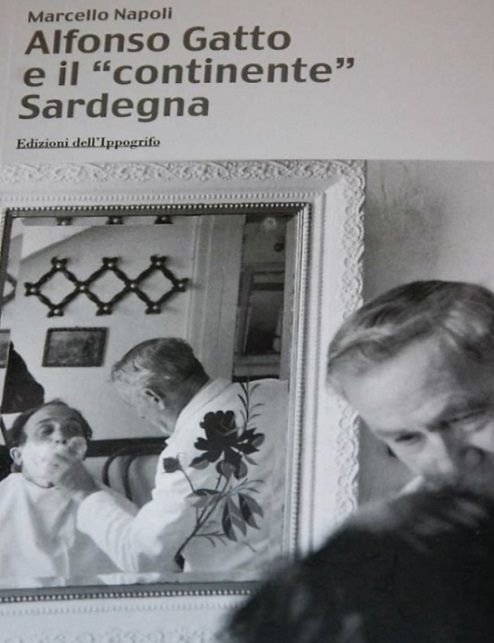 Marcello Napoli
Alfonso Gatto
e il “continente”
Sardegna
Edizioni dell'Ippogrifo